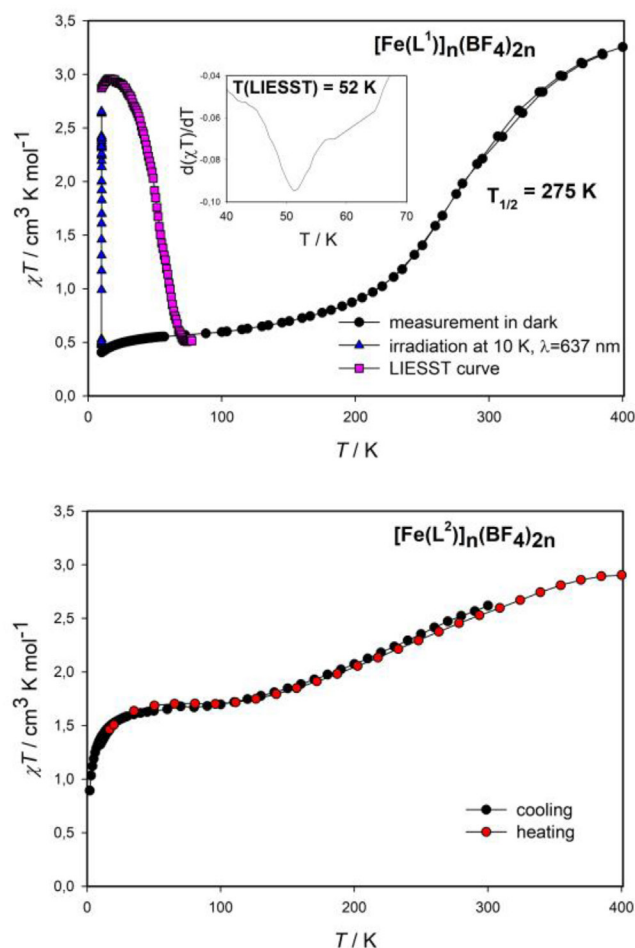 [Fe(L¹)]n(BF4)2n
3,5
3,0
2,5
2,0
1,5
1,0
0,5
0,0
χT / cm³ K mol⁻¹
T(LIESST) = 52 K
-0,04
-0,06
-0,08
-0,10
d(χT)/dT
40 50 60 70
T / K
T1/2 = 275 K
measurement in dark
irradiation at 10 K, λ=637 nm
LIESST curve
0 100 200 300 400
T / K
[Fe(L²)]n(BF4)2n
3,5
3,0
2,5
2,0
1,5
1,0
0,5
0,0
χT / cm³ K mol⁻¹
cooling
heating
0 100 200 300 400
T / K